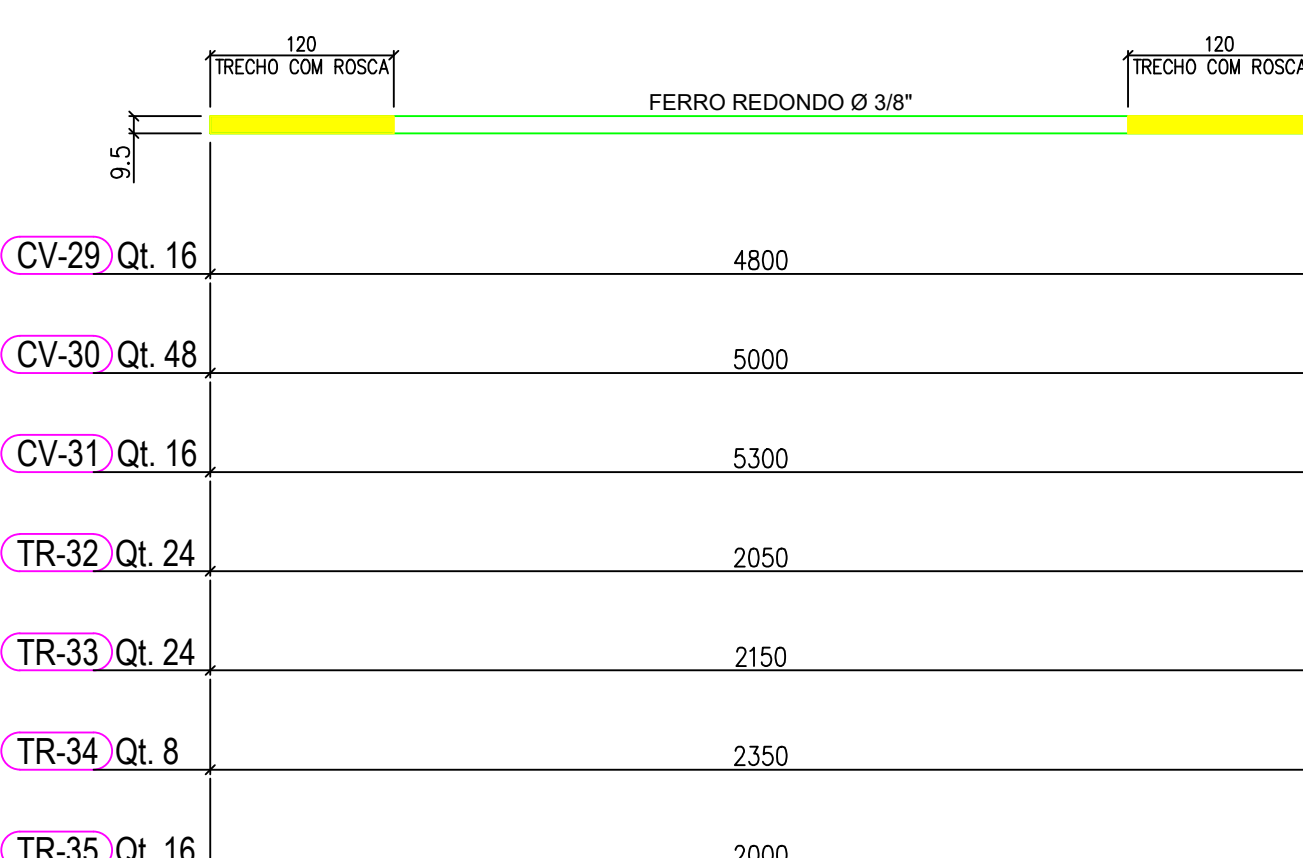 120 120
TRECHO COM ROSCA TRECHO COM ROSCA
FERRO REDONDO Ø 3/8"
9.5
CV-29 Qt. 16 4800
CV-30 Qt. 48 5000
CV-31 Qt. 16 5300
TR-32 Qt. 24 2050
TR-33 Qt. 24 2150
TR-34 Qt. 8 2350
TR-35 Qt. 16 2000